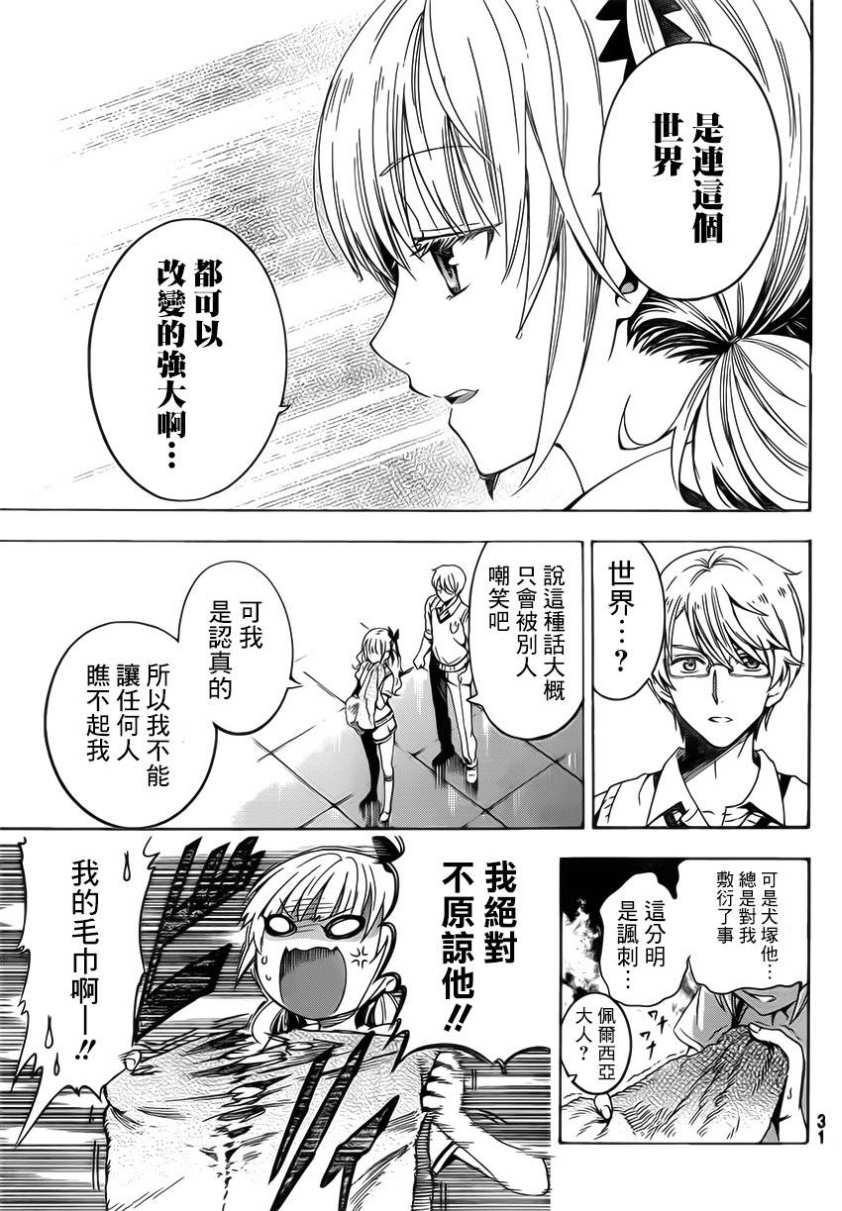 是連這個
世界
都可以
改變的強大啊…
世界…?
說這種話大概
只會被別人
嘲笑吧
可我
是認真的
所以我不能
讓任何人
瞧不起我
可是犬塚他…
總是對我
敷衍了事
這分明
是諷刺…
佩爾西亞
大人?
ワナ
ワナ
我絕對
不原諒他!!
我的毛巾啊—!!
31